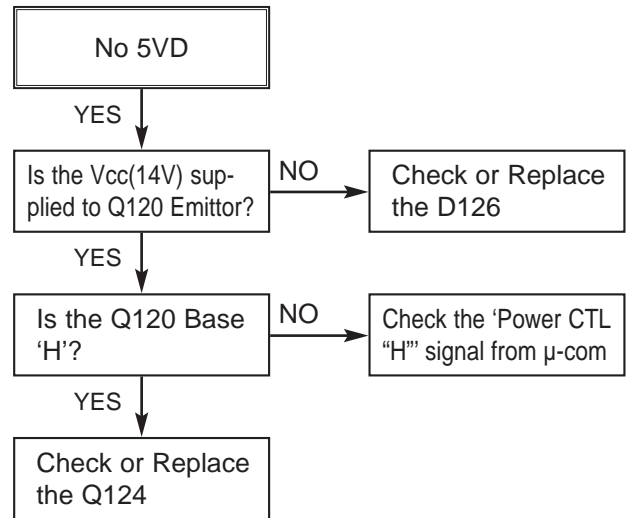 No 5VD
YES
Is the Vcc(14V) sup-
plied to Q120 Emittor?
NO
Check or Replace
the D126
YES
Is the Q120 Base
‘H’?
NO
Check the ‘Power CTL
“H”’ signal from µ-com
YES
Check or Replace
the Q124